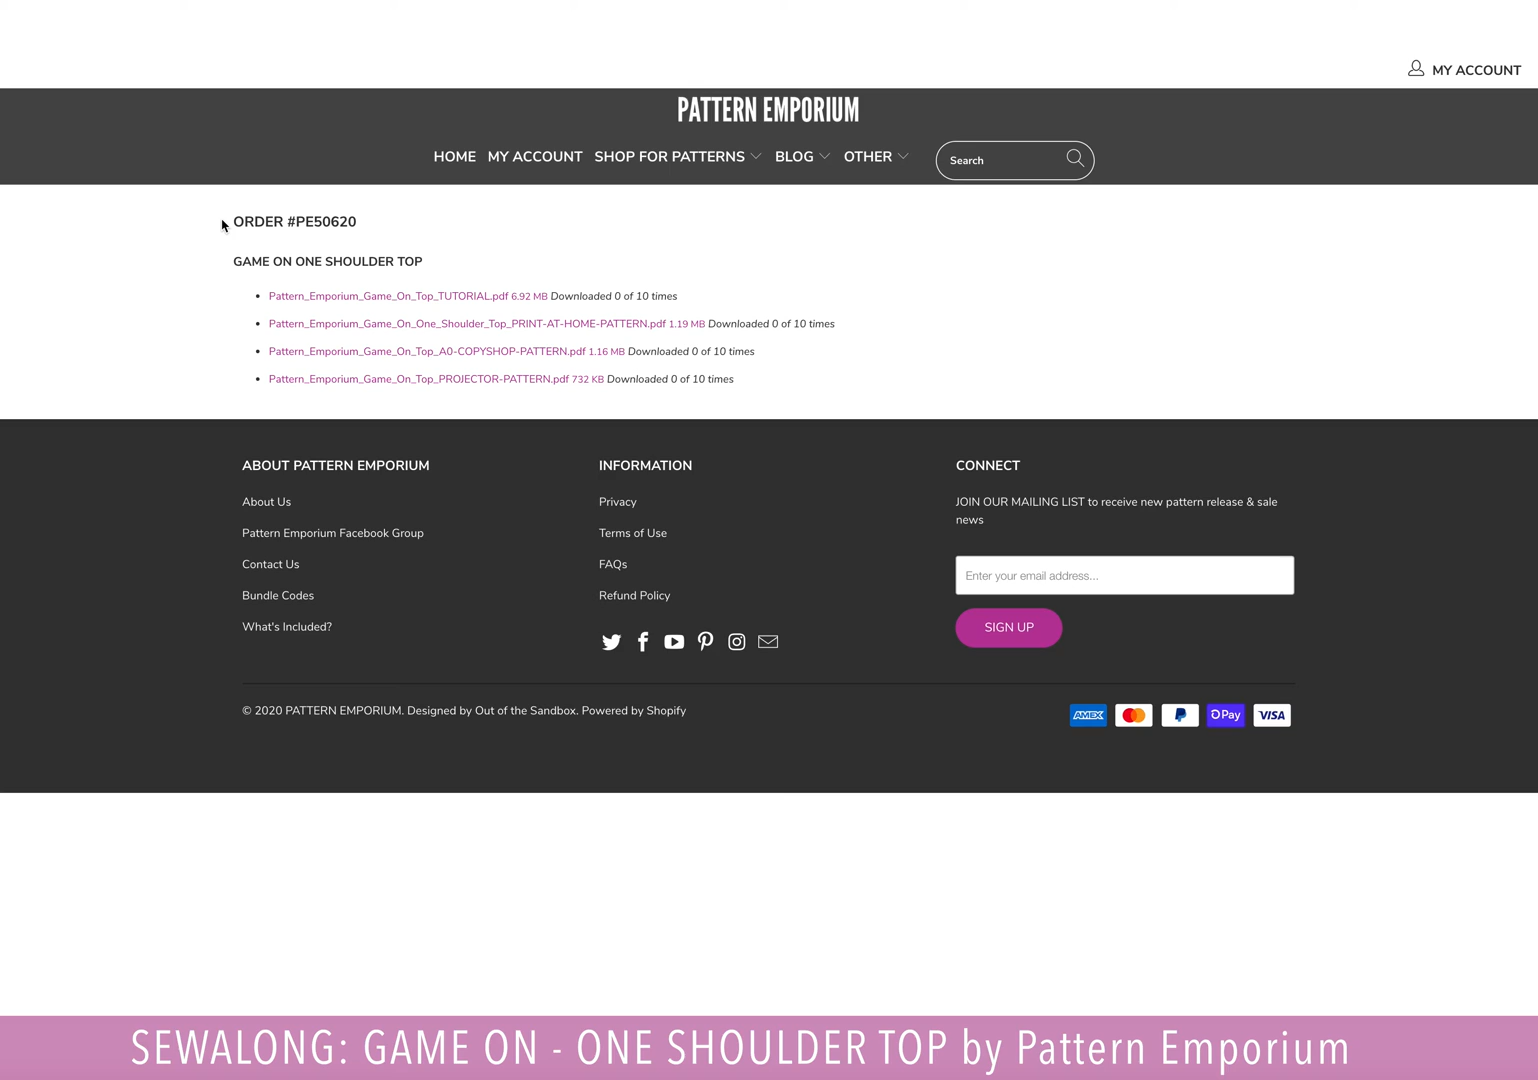 MY ACCOUNT
PATTERN EMPORIUM
HOME MY ACCOUNT SHOP FOR PATTERNS BLOG OTHER Search
ORDER #PE50620
GAME ON ONE SHOULDER TOP
Pattern_Emporium_Game_On_Top_TUTORIAL.pdf 6.92 MB Downloaded 0 of 10 times
Pattern_Emporium_Game_On_One_Shoulder_Top_PRINT-AT-HOME-PATTERN.pdf 1.19 MB Downloaded 0 of 10 times
Pattern_Emporium_Game_On_Top_A0-COPYSHOP-PATTERN.pdf 1.16 MB Downloaded 0 of 10 times
Pattern_Emporium_Game_On_Top_PROJECTOR-PATTERN.pdf 732 KB Downloaded 0 of 10 times
ABOUT PATTERN EMPORIUM
About Us
Pattern Emporium Facebook Group
Contact Us
Bundle Codes
What's Included?
INFORMATION
Privacy
Terms of Use
FAQs
Refund Policy
CONNECT
JOIN OUR MAILING LIST to receive new pattern release & sale
news
Enter your email address...
SIGN UP
© 2020 PATTERN EMPORIUM. Designed by Out of the Sandbox. Powered by Shopify
AMEX Pay VISA
SEWALONG: GAME ON - ONE SHOULDER TOP by Pattern Emporium